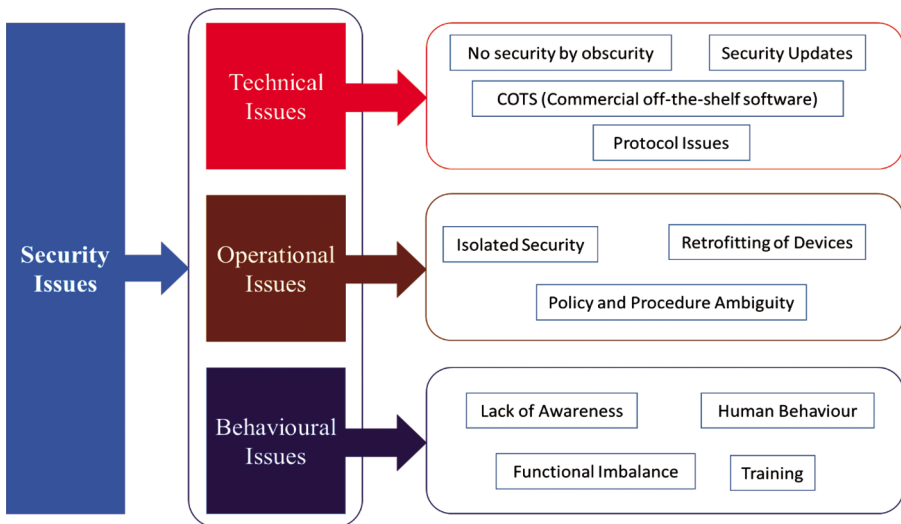 Security
Issues
Technical
Issues
No security by obscurity
Security Updates
COTS (Commercial off-the-shelf software)
Protocol Issues
Operational
Issues
Isolated Security
Retrofitting of Devices
Policy and Procedure Ambiguity
Behavioural
Issues
Lack of Awareness
Human Behaviour
Functional Imbalance
Training